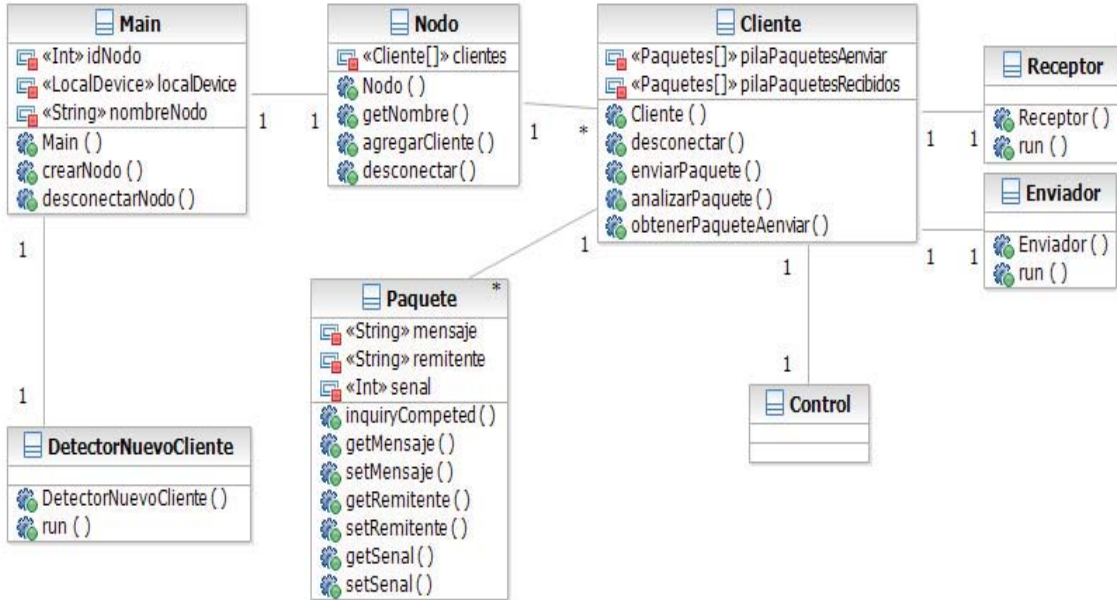 Main
«Int» idNodo
«LocalDevice» localDevice
«String» nombreNodo
Main ( )
crearNodo ( )
desconectarNodo ( )
1
1
Nodo
«Cliente[]» clientes
Nodo ( )
getNombre ( )
agregarCliente ( )
desconectar ( )
1
*
Cliente
«Paquetes[]» pilaPaquetesAenviar
«Paquetes[]» pilaPaquetesRecibidos
Cliente ( )
desconectar ( )
enviarPaquete ( )
analizarPaquete ( )
obtenerPaqueteAenviar ( )
1
1
Receptor
Receptor ( )
run ( )
1
1
Enviador
Enviador ( )
run ( )
1
1
DetectorNuevoCliente
DetectorNuevoCliente ( )
run ( )
1
*
Paquete
«String» mensaje
«String» remitente
«Int» senal
inquiryCompeted ( )
getMensaje ( )
setMensaje ( )
getRemitente ( )
setRemitente ( )
getSenal ( )
setSenal ( )
1
1
Control